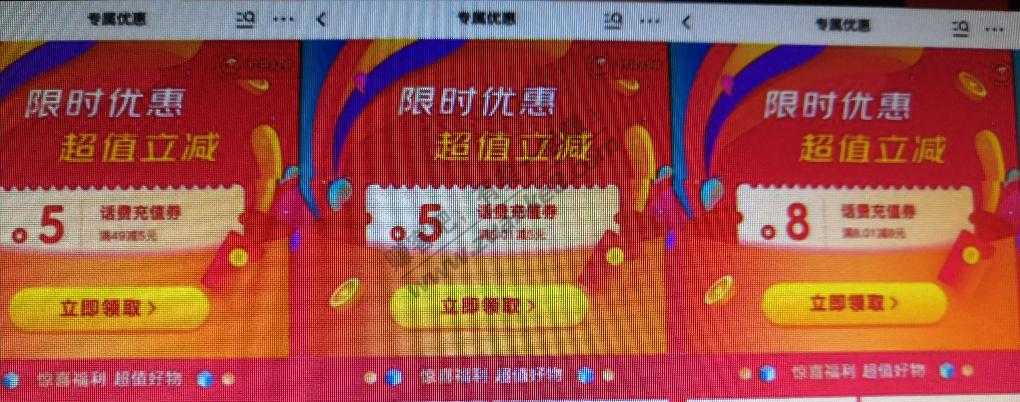 专属优惠
限时优惠
超值立减
5
话费充值券
满49减5元
立即领取 >
惊喜福利 超值好物
专属优惠
限时优惠
超值立减
5
话费充值券
满5.01减5元
立即领取 >
惊喜福利 超值好物
专属优惠
限时优惠
超值立减
8
话费充值券
满8.01减8元
立即领取 >
惊喜福利 超值好物